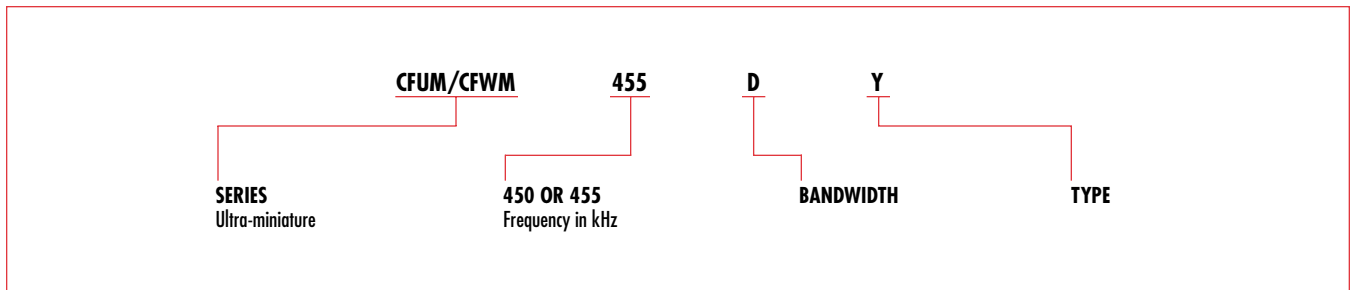 CFUM/CFWM 455 D Y
SERIES
Ultra-miniature
450 OR 455
Frequency in kHz
BANDWIDTH
TYPE